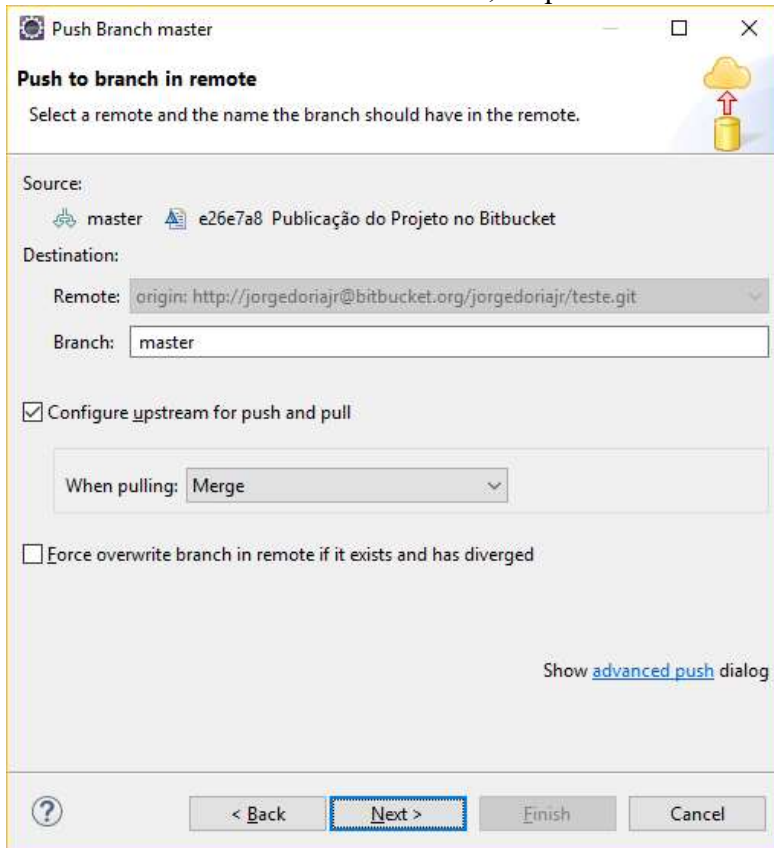 Push Branch master
Push to branch in remote
Select a remote and the name the branch should have in the remote.
Source:
master e26e7a8 Publicação do Projeto no Bitbucket
Destination:
Remote: origin: http://jorgedoriajr@bitbucket.org/jorgedoriajr/teste.git
Branch: master
Configure upstream for push and pull
When pulling: Merge
Force overwrite branch in remote if it exists and has diverged
Show advanced push dialog
? < Back Next > Finish Cancel